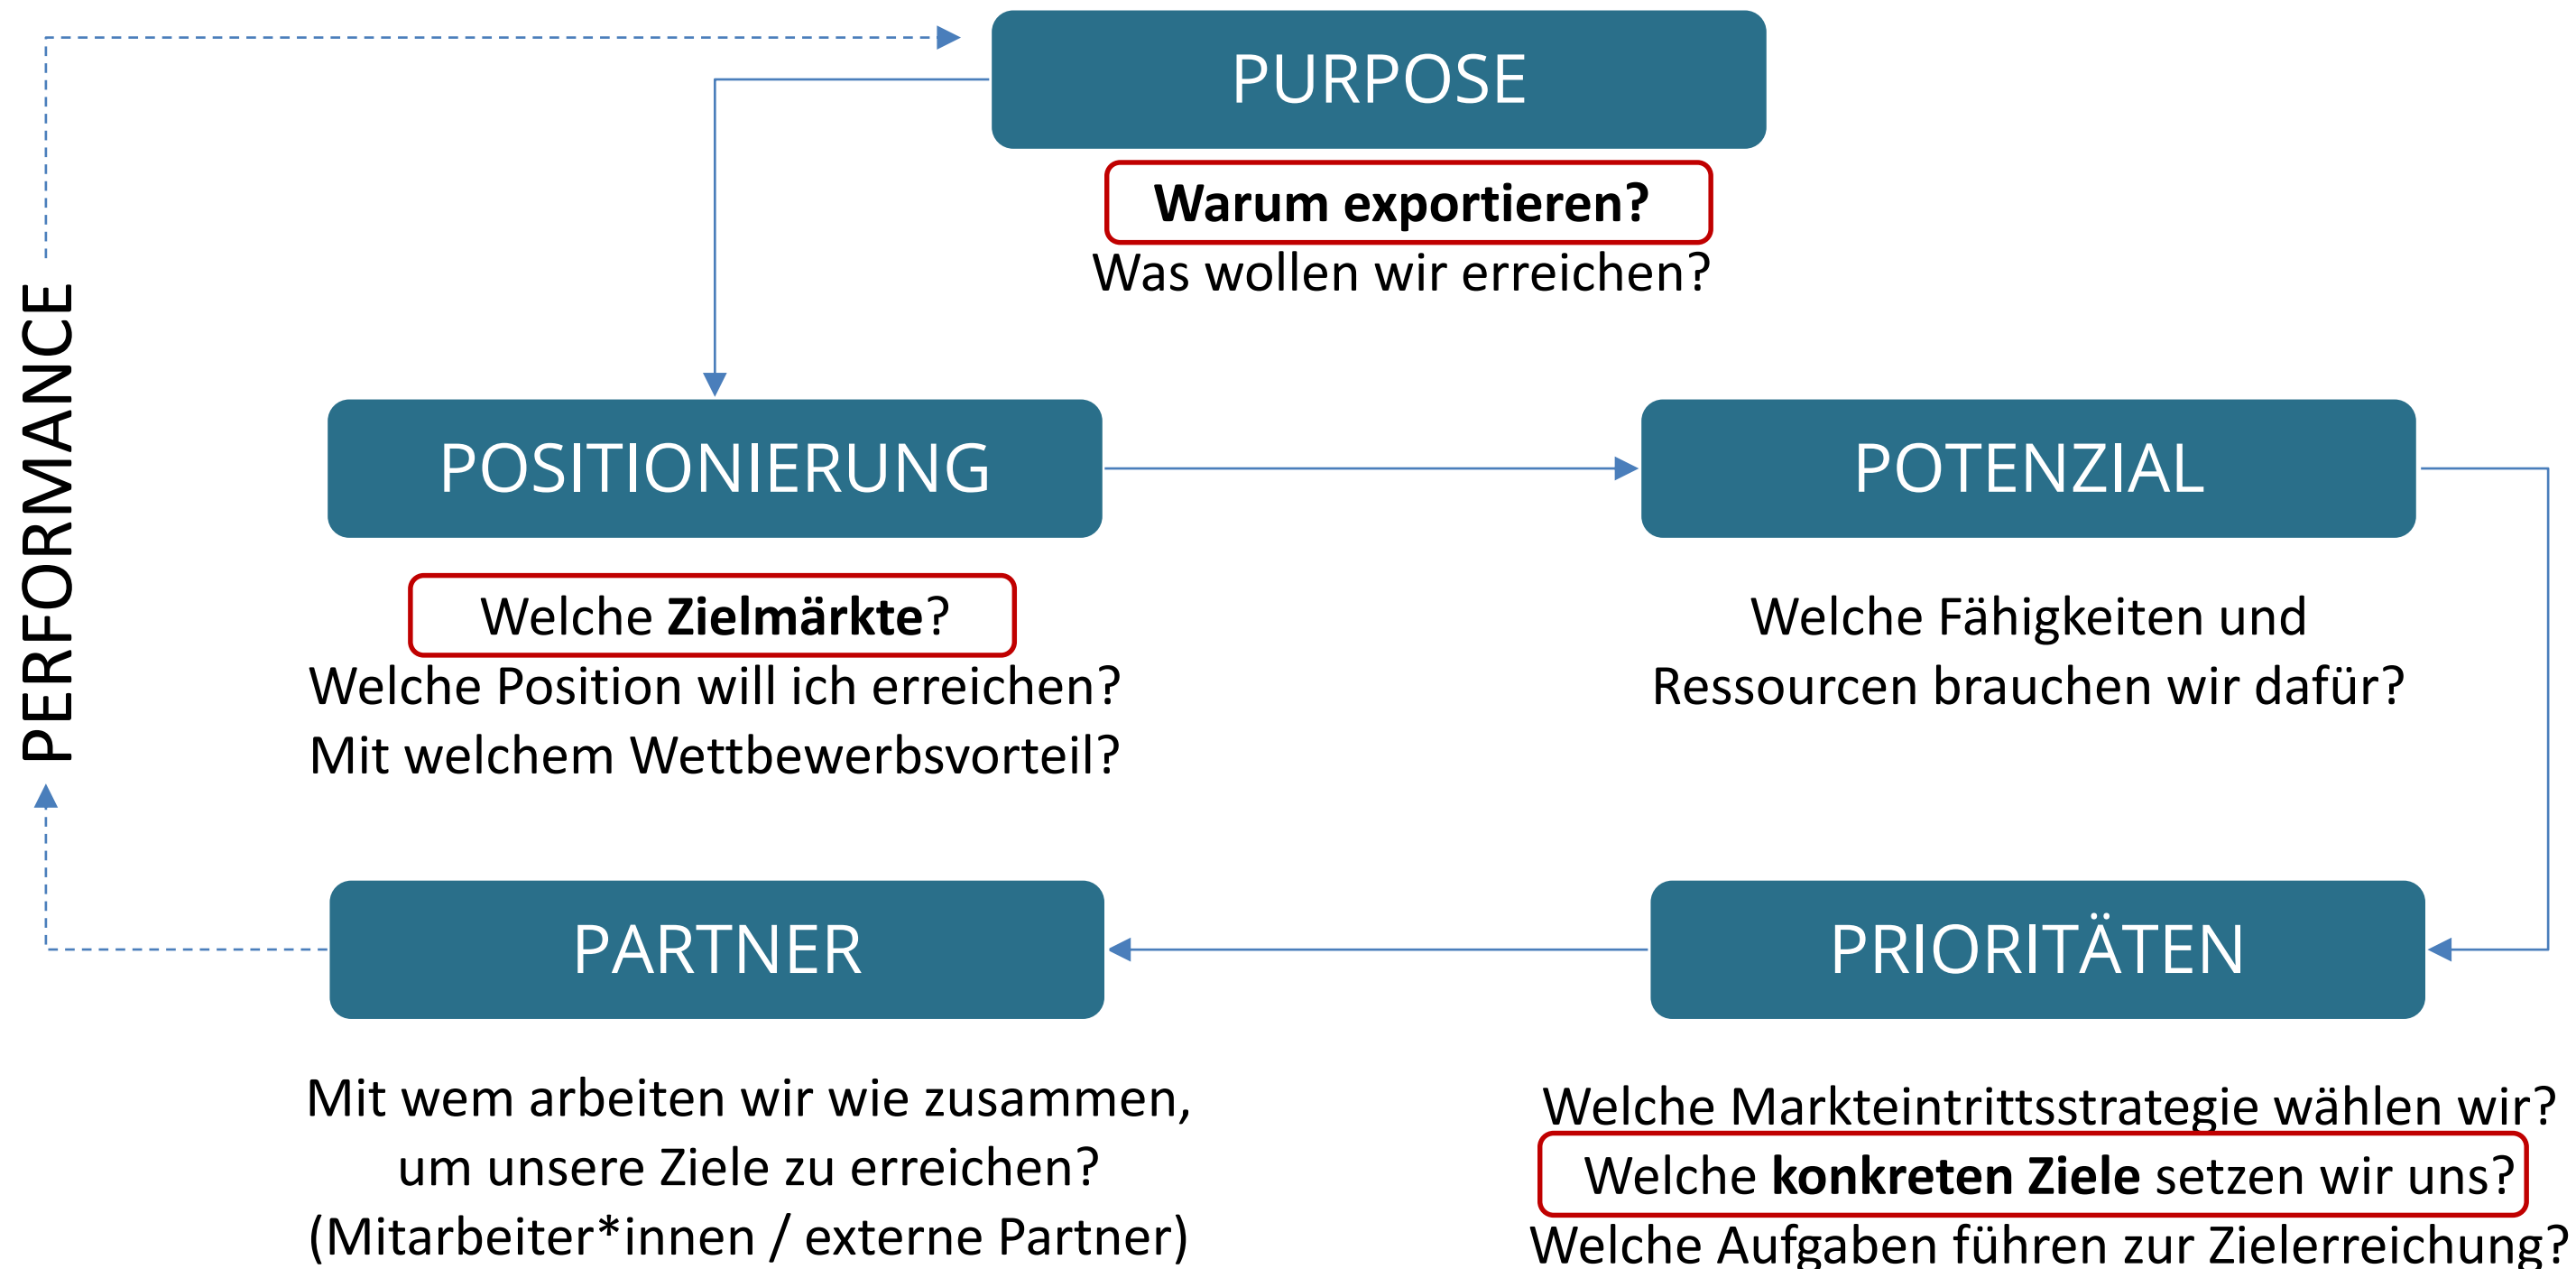 PURPOSE
Warum exportieren?
Was wollen wir erreichen?
PERFORMANCE
POSITIONIERUNG
Welche Zielmärkte?
Welche Position will ich erreichen?
Mit welchem Wettbewerbsvorteil?
POTENZIAL
Welche Fähigkeiten und
Ressourcen brauchen wir dafür?
PRIORITÄTEN
Welche Markteintrittsstrategie wählen wir?
Welche konkreten Ziele setzen wir uns?
Welche Aufgaben führen zur Zielerreichung?
PARTNER
Mit wem arbeiten wir wie zusammen,
um unsere Ziele zu erreichen?
(Mitarbeiter*innen / externe Partner)